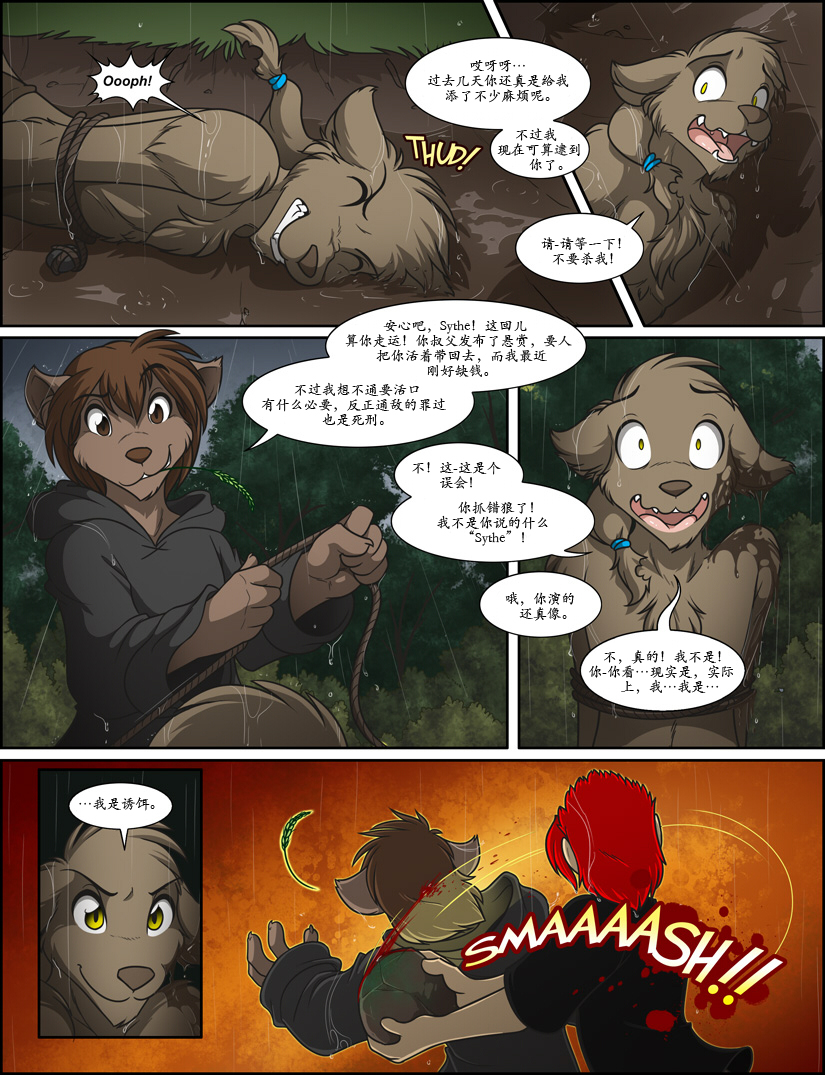 Oooph!
THUD!
哎呀呀…
过去几天你还真是给我
添了不少麻烦呢。
不过我
现在可算逮到
你了。
请-请等一下！
不要杀我！
安心吧，Sythe！这回儿
算你走运！你叔父发布了悬赏，要人
把你活着带回去，而我最近
刚好缺钱。
不过我想不通要活口
有什么必要，反正通敌的罪过
也是死刑。
不！这-这是个
误会！
你抓错狼了！
我不是你说的什么
“Sythe”！
哦，你演的
还真像。
不，真的！我不是！
你-你看…现实是，实际
上，我…我是…
…我是诱饵。
SMAAAAASH!!